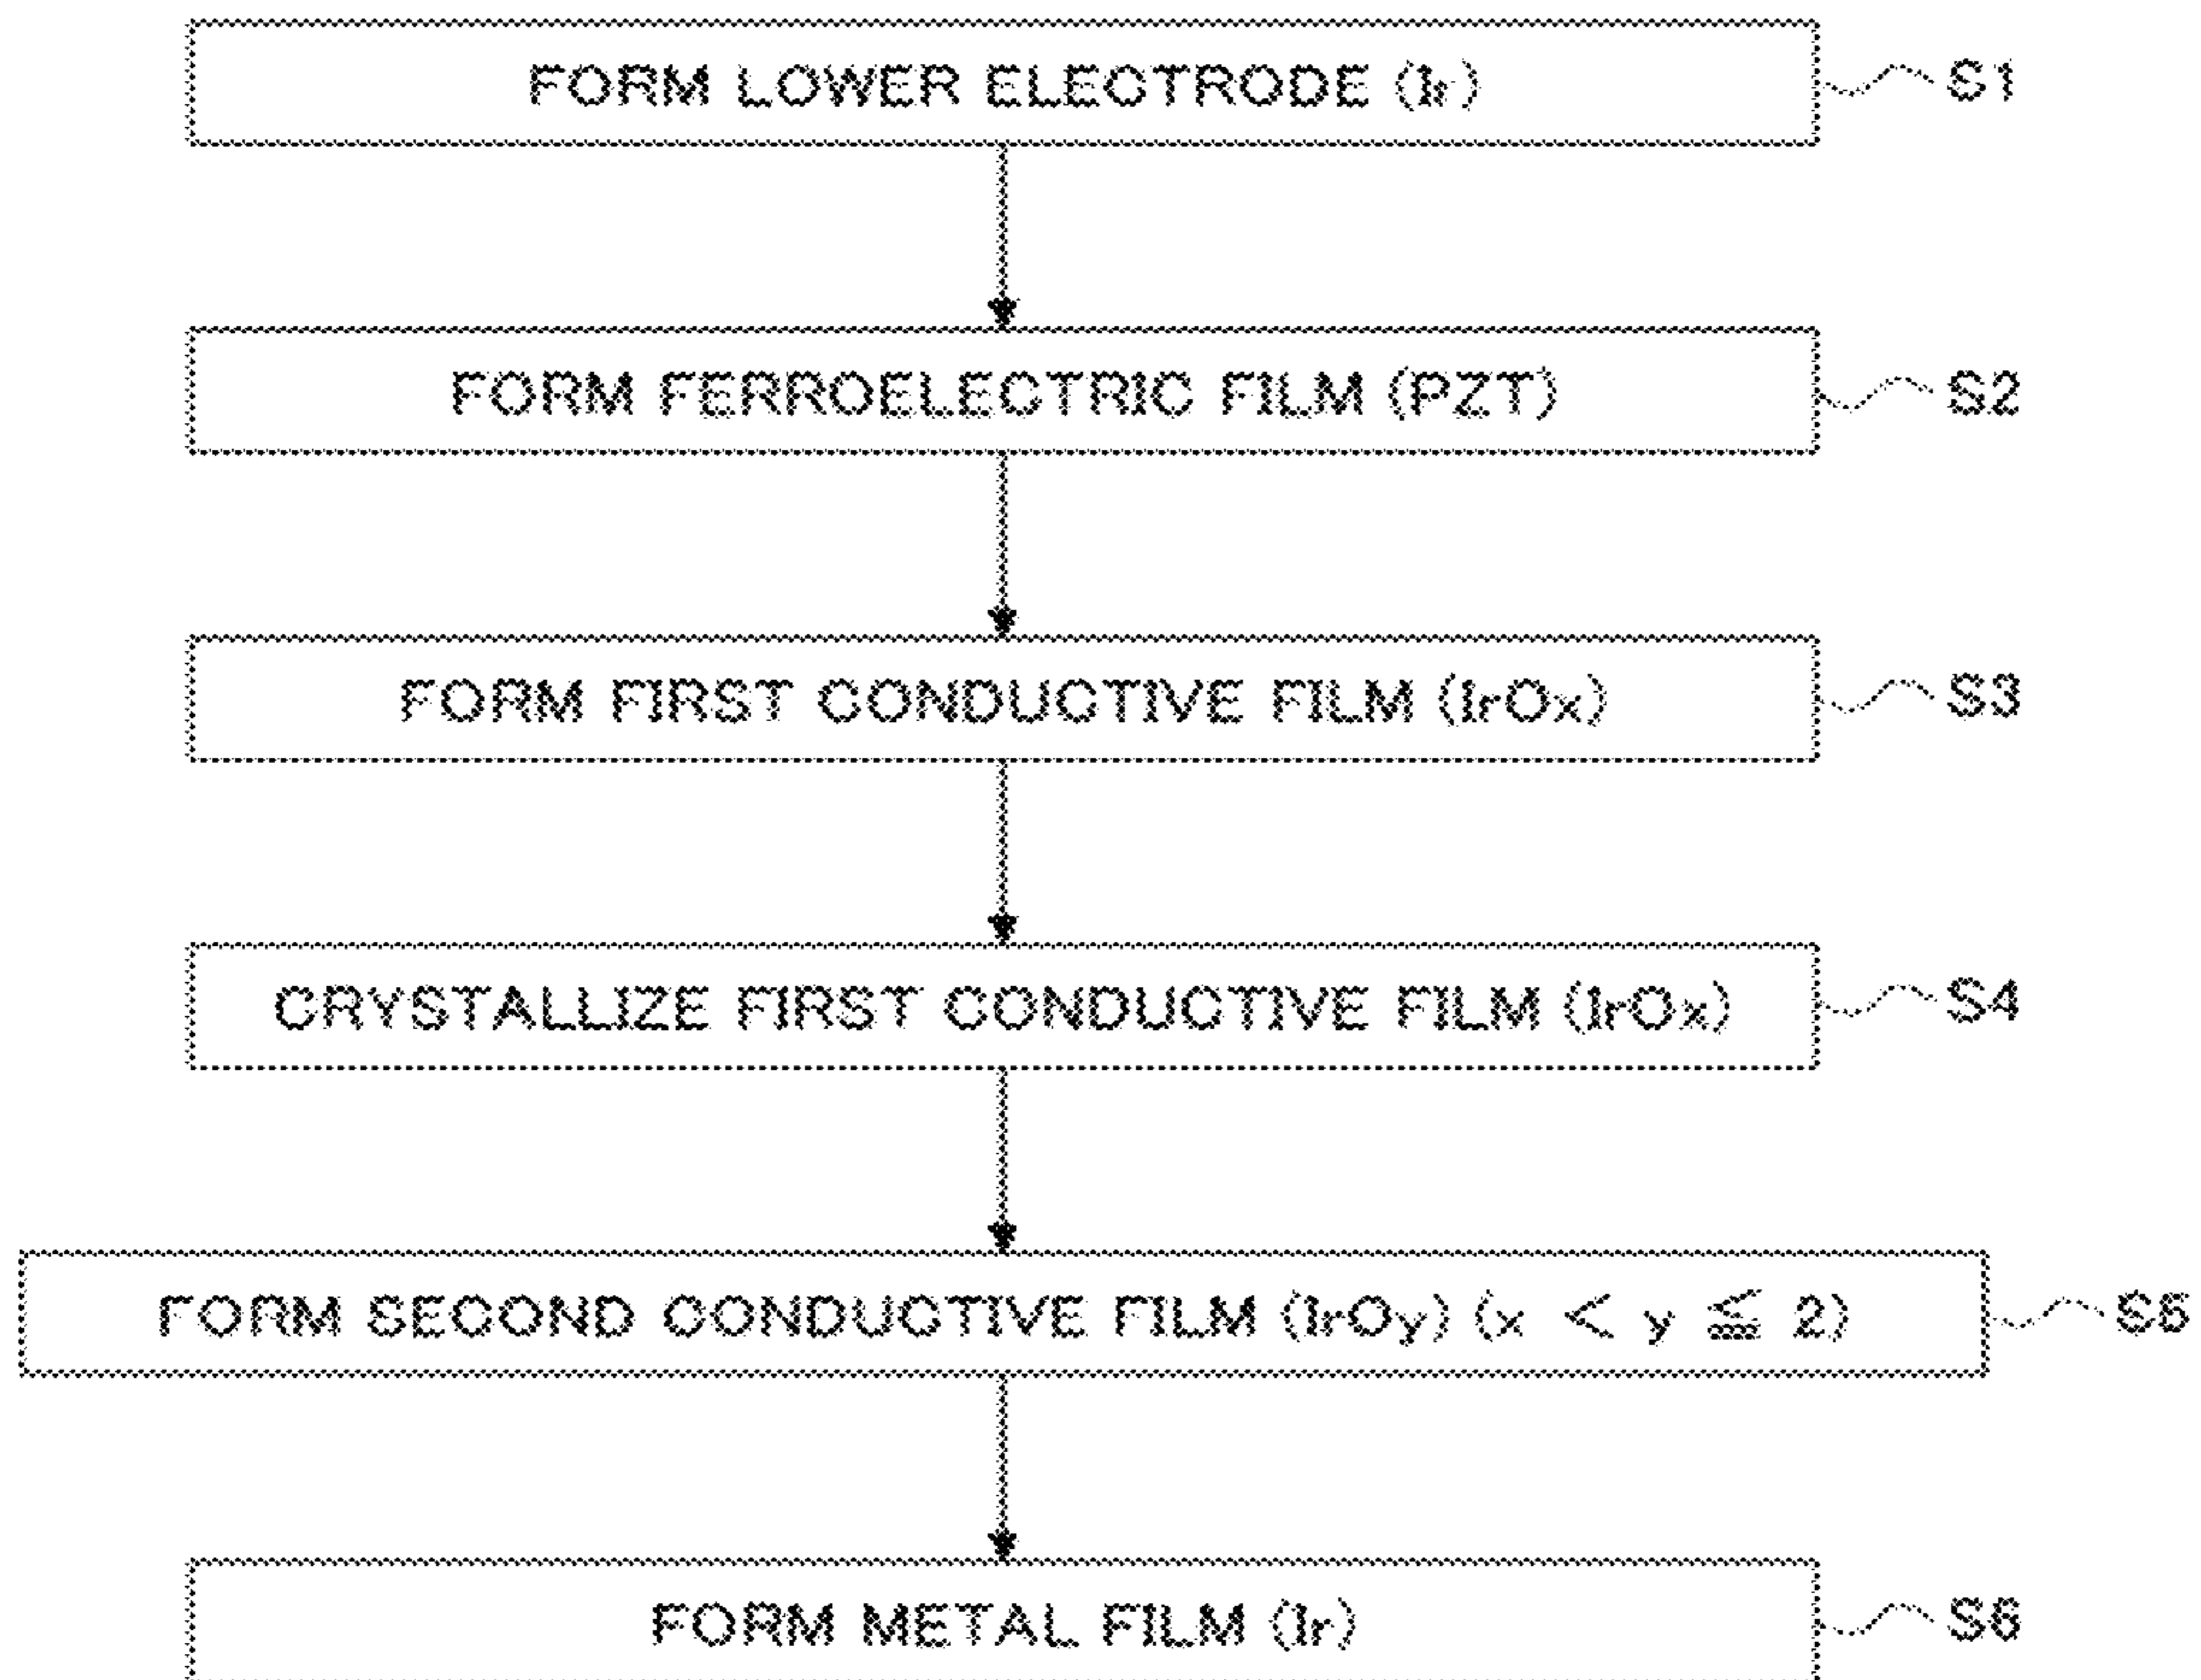 FORM LOWER ELECTRODE (Ir) S1
FORM FERROELECTRIC FILM (PZT) S2
FORM FIRST CONDUCTIVE FILM (IrOx) S3
CRYSTALLIZE FIRST CONDUCTIVE FILM (IrOx) S4
FORM SECOND CONDUCTIVE FILM (IrOy) (x < y ≦ 2) S5
FORM METAL FILM (Ir) S6